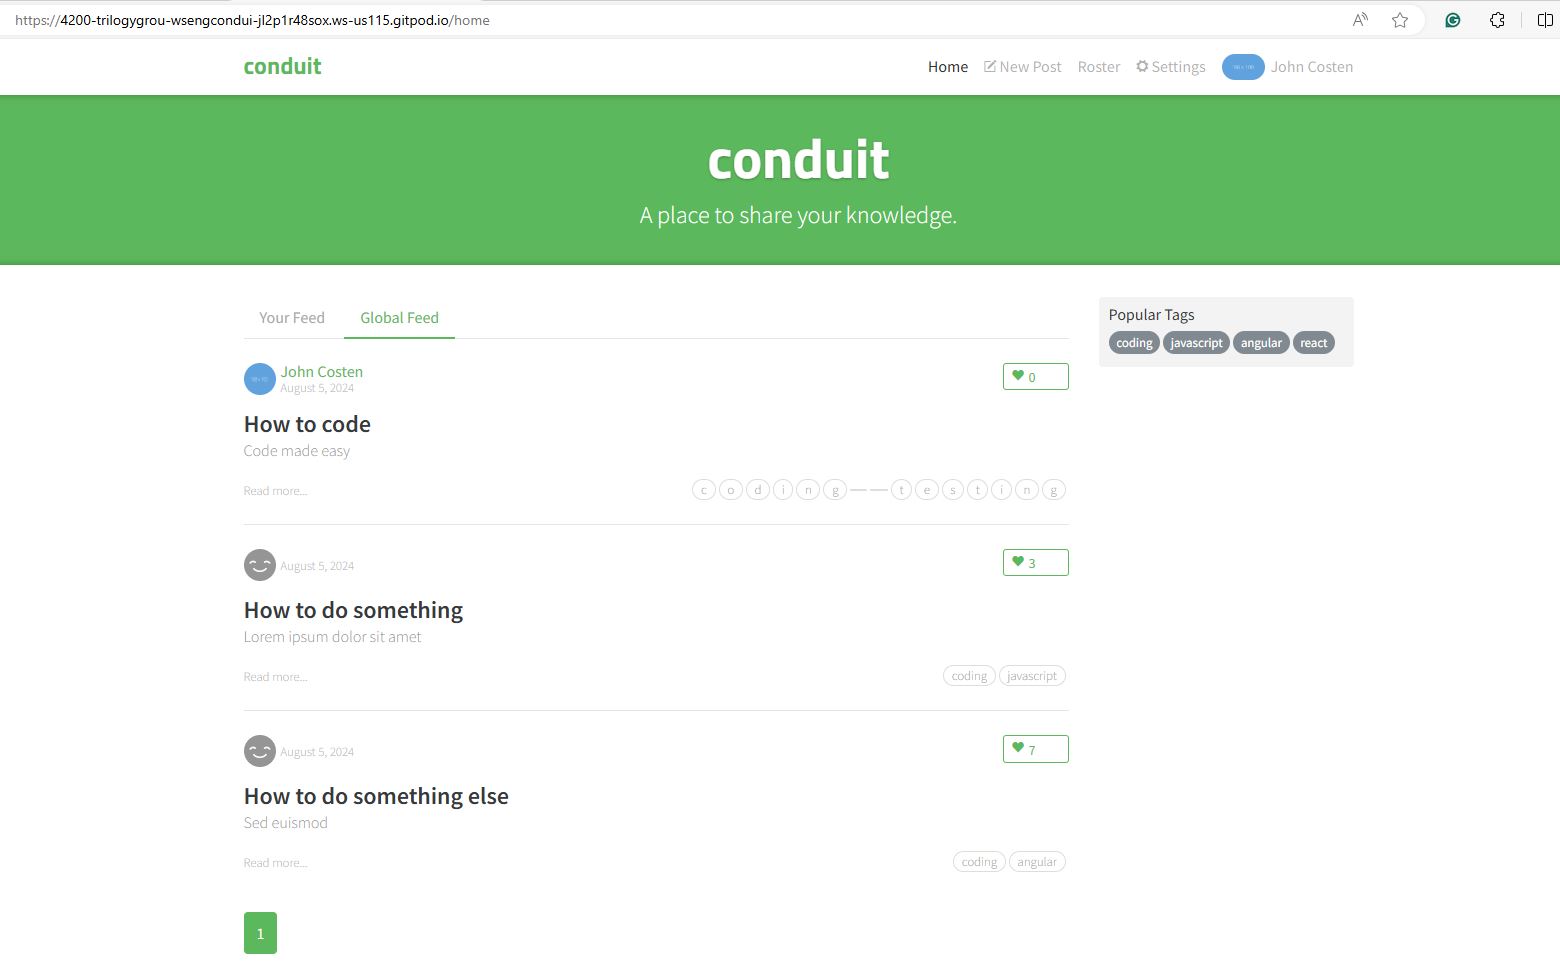 https://4200-trilogygrou-wsengcondui-jl2p1r48sox.ws-us115.gitpod.io/home
conduit
Home New Post Roster Settings John Costen
conduit
A place to share your knowledge.
Your Feed Global Feed
Popular Tags
coding javascript angular react
John Costen
August 5, 2024
0
How to code
Code made easy
Read more...
c o d i n g t e s t i n g
August 5, 2024
3
How to do something
Lorem ipsum dolor sit amet
Read more...
coding javascript
August 5, 2024
7
How to do something else
Sed euismod
Read more...
coding angular
1